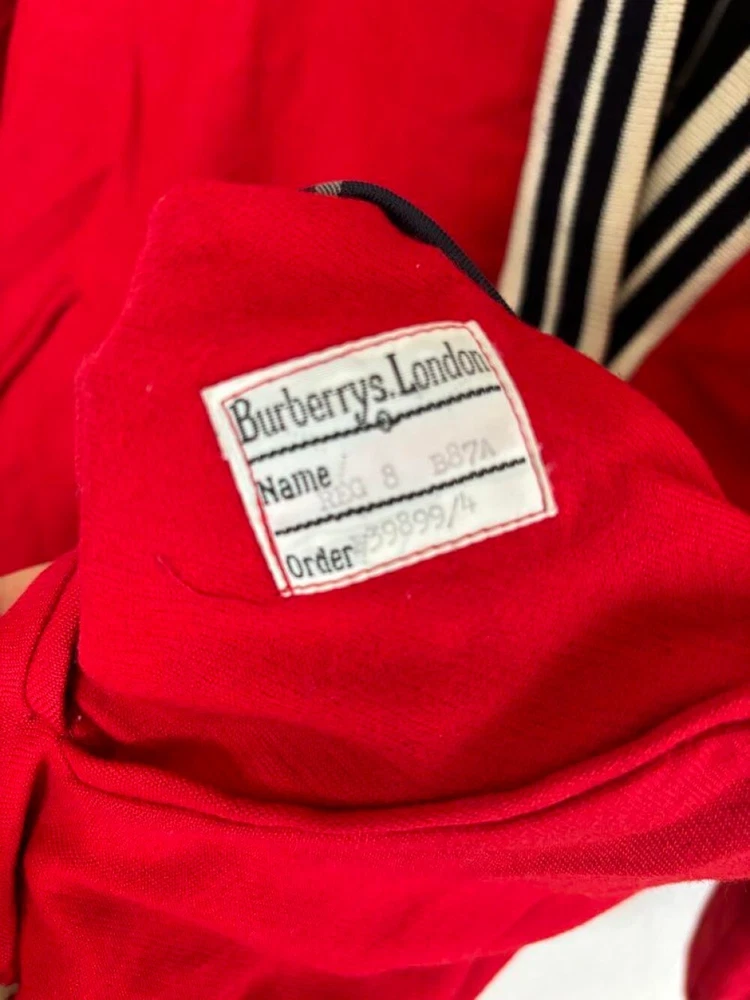 Burberrys.London
Name REG 8 B87A
Order 39899/4